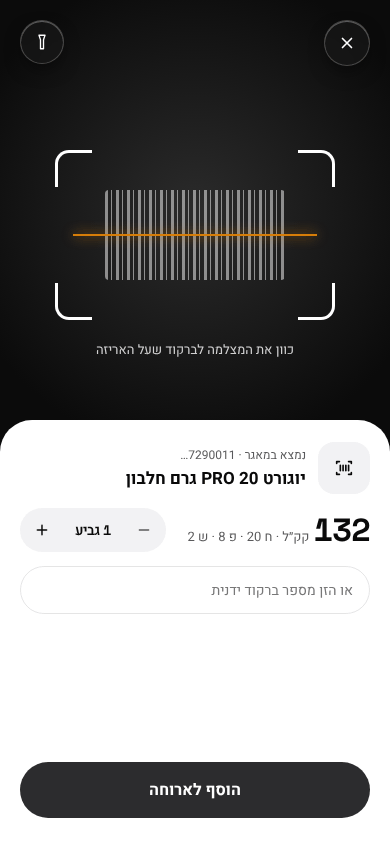 כוון את המצלמה לברקוד שעל האריזה
נמצא במאגר · 7290011…
יוגורט PRO 20 גרם חלבון
132 קק״ל · ח 20 · פ 8 · ש 2
− 1 גביע +
או הזן מספר ברקוד ידנית
הוסף לארוחה